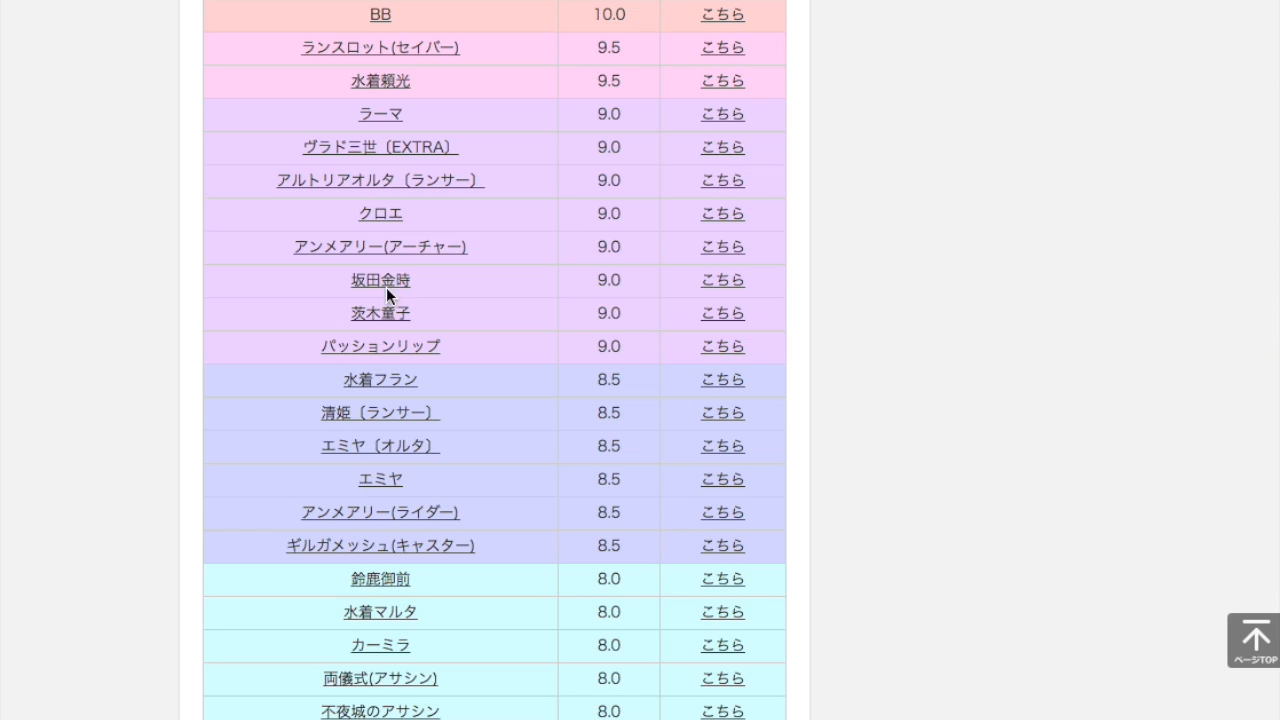 BB 10.0 こちら
ランスロット(セイバー) 9.5 こちら
水着頼光 9.5 こちら
ラーマ 9.0 こちら
ヴラド三世〔EXTRA〕 9.0 こちら
アルトリアオルタ〔ランサー〕 9.0 こちら
クロエ 9.0 こちら
アンメアリー(アーチャー) 9.0 こちら
坂田金時 9.0 こちら
茨木童子 9.0 こちら
パッションリップ 9.0 こちら
水着フラン 8.5 こちら
清姫〔ランサー〕 8.5 こちら
エミヤ〔オルタ〕 8.5 こちら
エミヤ 8.5 こちら
アンメアリー(ライダー) 8.5 こちら
ギルガメッシュ(キャスター) 8.5 こちら
鈴鹿御前 8.0 こちら
水着マルタ 8.0 こちら
カーミラ 8.0 こちら
両儀式(アサシン) 8.0 こちら
不夜城のアサシン 8.0 こちら
ページTOP